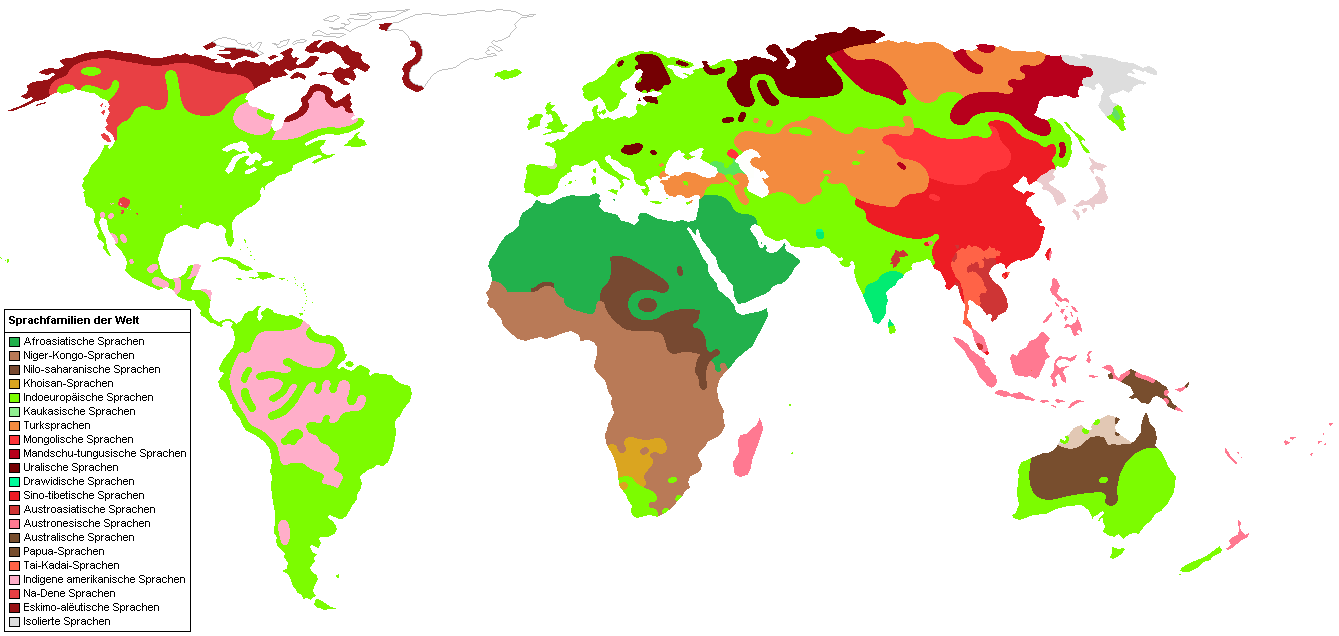 Sprachfamilien der Welt
Afroasiatische Sprachen
Niger-Kongo-Sprachen
Nilo-saharanische Sprachen
Khoisan-Sprachen
Indoeuropäische Sprachen
Kaukasische Sprachen
Turksprachen
Mongolische Sprachen
Mandschu-tungusische Sprachen
Uralische Sprachen
Drawidische Sprachen
Sino-tibetische Sprachen
Austroasiatische Sprachen
Austronesische Sprachen
Australische Sprachen
Papua-Sprachen
Tai-Kadai-Sprachen
Indigene amerikanische Sprachen
Na-Dene Sprachen
Eskimo-alëutische Sprachen
Isolierte Sprachen